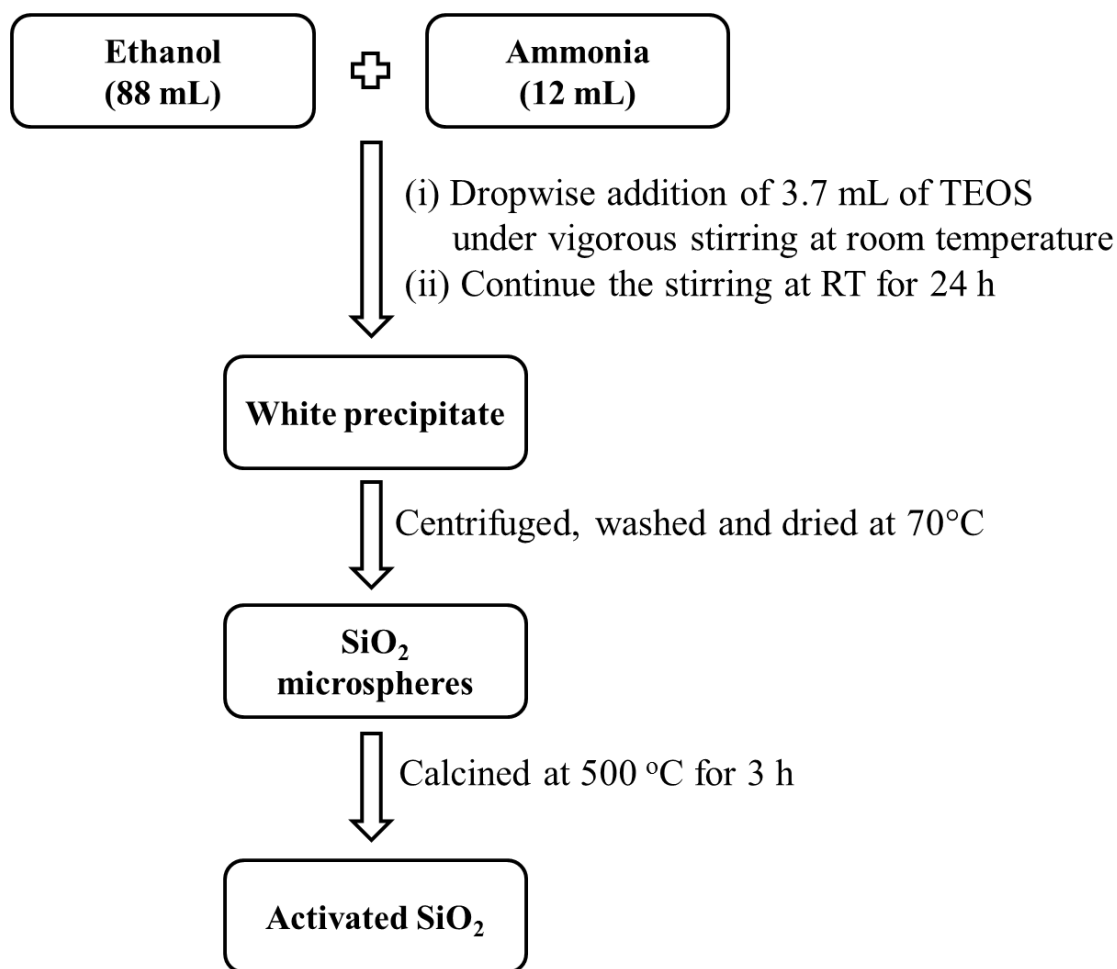 Ethanol
(88 mL)
Ammonia
(12 mL)
(i) Dropwise addition of 3.7 mL of TEOS
under vigorous stirring at room temperature
(ii) Continue the stirring at RT for 24 h
White precipitate
Centrifuged, washed and dried at 70°C
SiO₂
microspheres
Calcined at 500 ᵒC for 3 h
Activated SiO₂